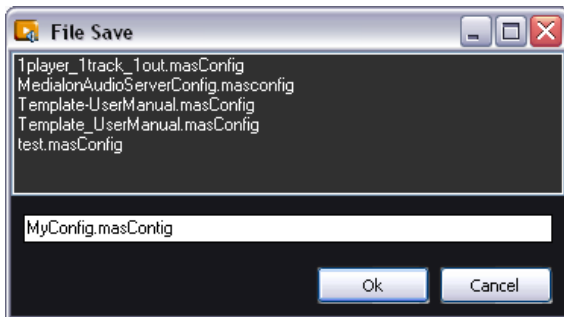 File Save
1player_1track_1out.masConfig
MedialonAudioServerConfig.masconfig
Template-UserManual.masConfig
Template_UserManual.masConfig
test.masConfig
MyConfig.masContig
Ok
Cancel